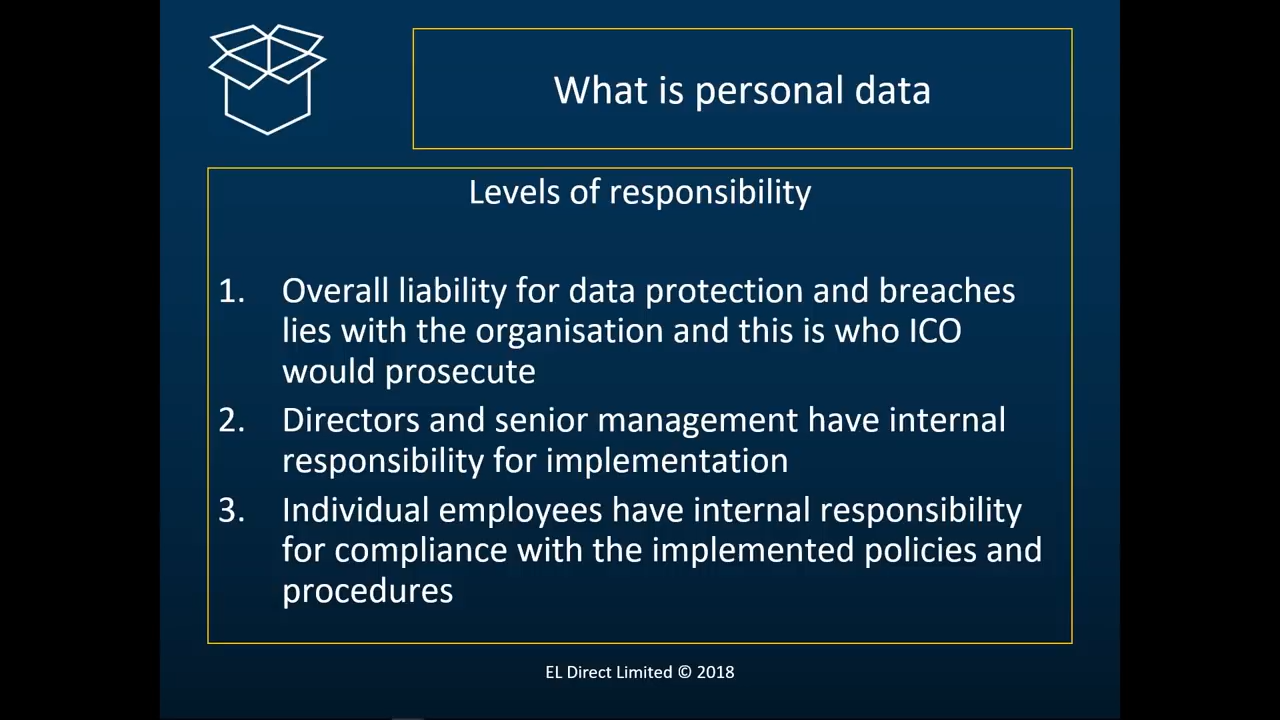 What is personal data
Levels of responsibility
1. Overall liability for data protection and breaches
lies with the organisation and this is who ICO
would prosecute
2. Directors and senior management have internal
responsibility for implementation
3. Individual employees have internal responsibility
for compliance with the implemented policies and
procedures
EL Direct Limited © 2018